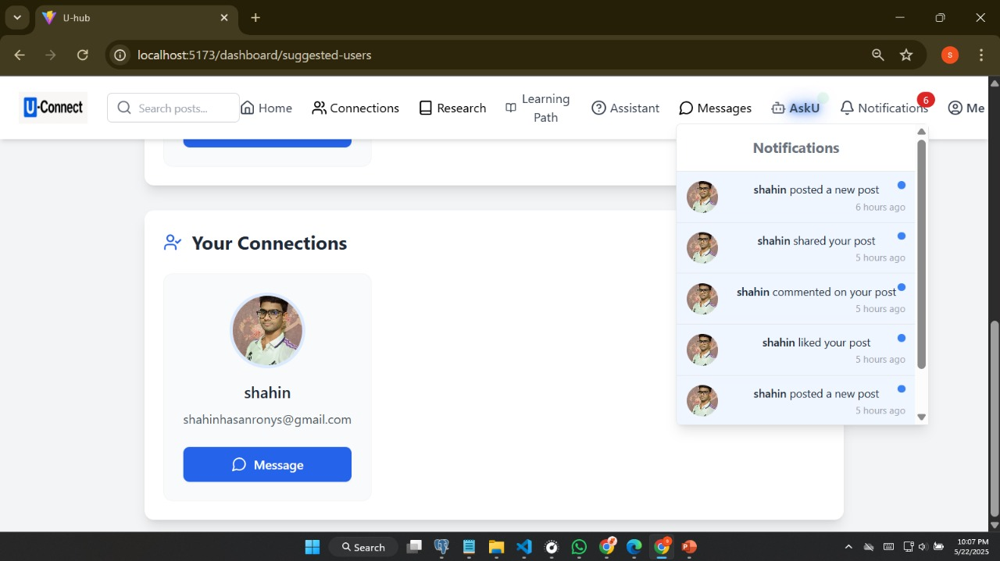 U-hub
localhost:5173/dashboard/suggested-users
U-Connect
Search posts...
Home
Connections
Research
Learning
Path
Assistant
Messages
AskU
Notifications
6
Me
Notifications
shahin posted a new post
6 hours ago
shahin shared your post
5 hours ago
shahin commented on your post
5 hours ago
shahin liked your post
5 hours ago
shahin posted a new post
5 hours ago
Your Connections
shahin
shahinhasanronys@gmail.com
Message
Search
10:07 PM
5/22/2025